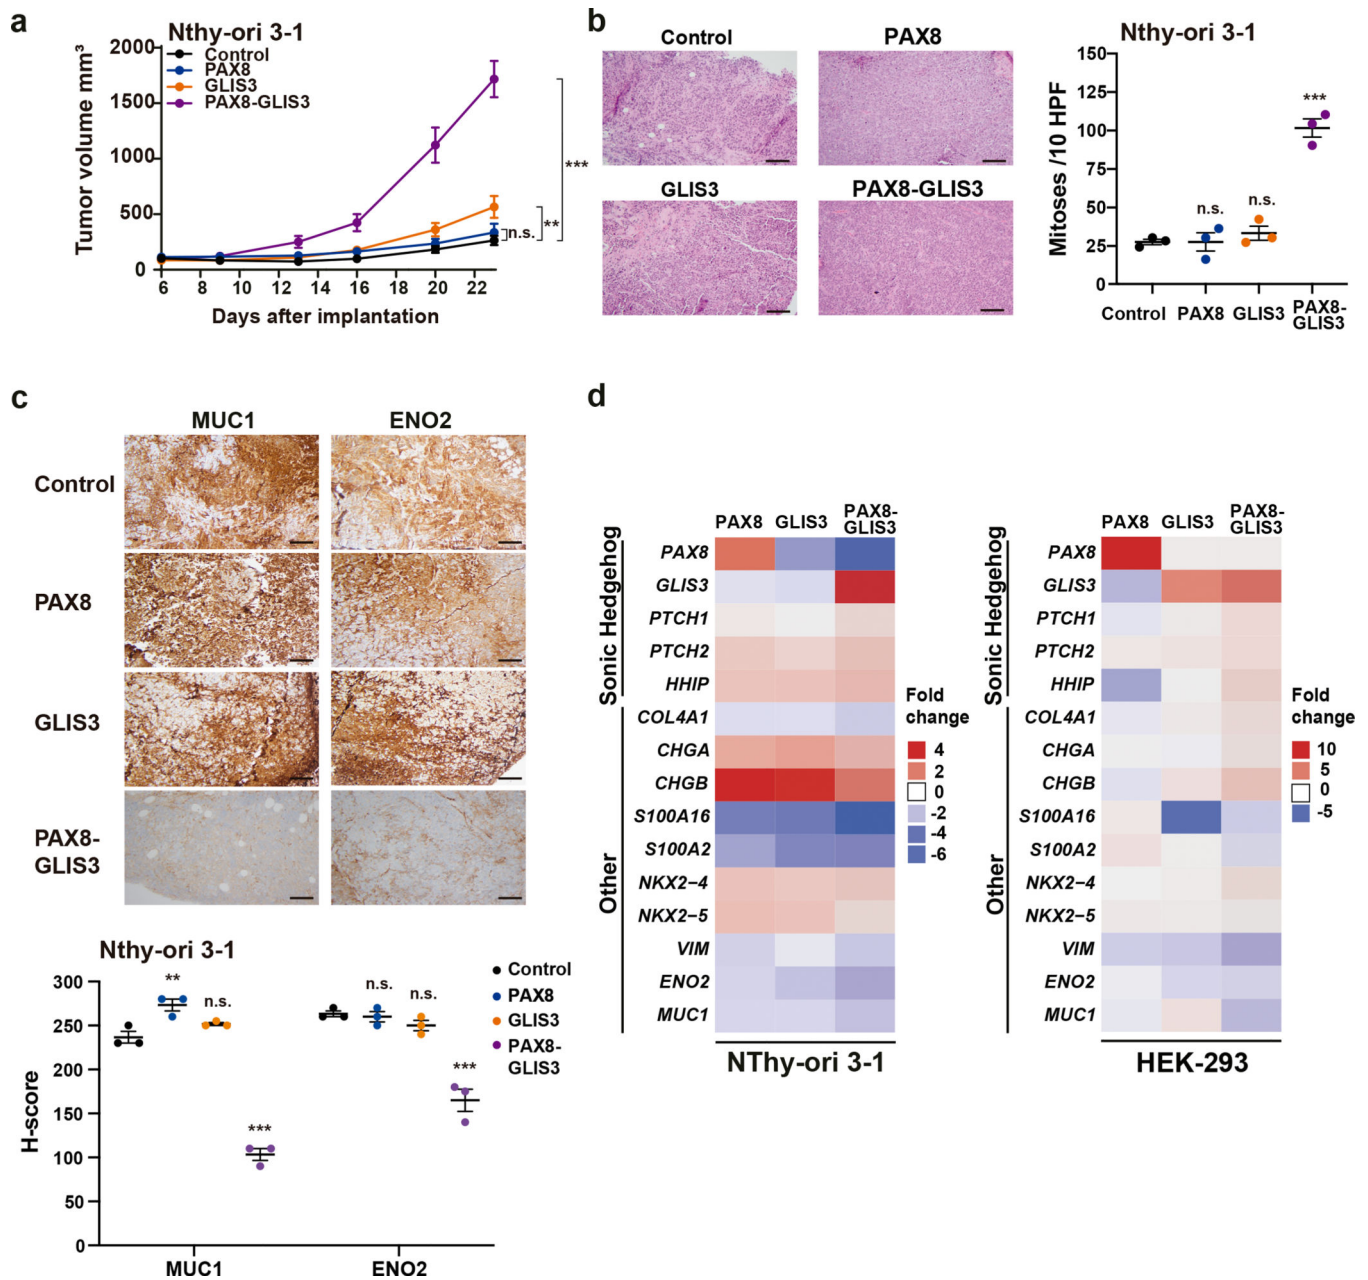 a
Nthy-ori 3-1
Control
PAX8
GLIS3
PAX8-GLIS3
Tumor volume mm³
2000
1500
1000
500
0
4 6 8 10 12 14 16 18 20 22
Days after implantation
***
**
n.s.
b
Control
PAX8
GLIS3
PAX8-GLIS3
Nthy-ori 3-1
Mitoses /10 HPF
150
125
100
75
50
25
0
n.s.
n.s.
***
Control
PAX8
GLIS3
PAX8-
GLIS3
c
MUC1
ENO2
Control
PAX8
GLIS3
PAX8-
GLIS3
Nthy-ori 3-1
Control
PAX8
GLIS3
PAX8-
GLIS3
H-score
300
250
200
150
100
50
0
**
n.s.
***
n.s.
n.s.
***
MUC1
ENO2
d
PAX8
GLIS3
PAX8-
GLIS3
Sonic Hedgehog
Other
PAX8
GLIS3
PTCH1
PTCH2
HHIP
COL4A1
CHGA
CHGB
S100A16
S100A2
NKX2−4
NKX2−5
VIM
ENO2
MUC1
Fold
change
4
2
0
-2
-4
-6
NThy-ori 3-1
PAX8
GLIS3
PAX8-
GLIS3
Sonic Hedgehog
Other
PAX8
GLIS3
PTCH1
PTCH2
HHIP
COL4A1
CHGA
CHGB
S100A16
S100A2
NKX2−4
NKX2−5
VIM
ENO2
MUC1
Fold
change
10
5
0
-5
HEK-293